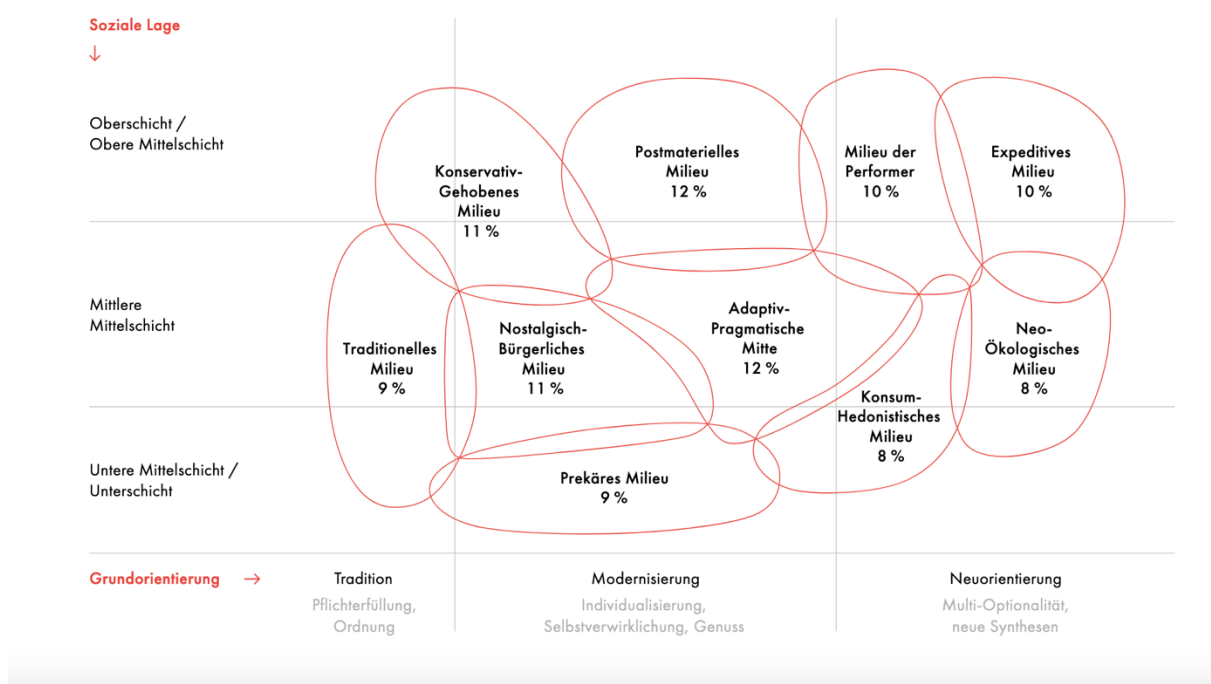 Soziale Lage
↓
Oberschicht /
Obere Mittelschicht
Konservativ-
Gehobenes
Milieu
11 %
Postmaterielles
Milieu
12 %
Milieu der
Performer
10 %
Expeditives
Milieu
10 %
Mittlere
Mittelschicht
Traditionelles
Milieu
9 %
Nostalgisch-
Bürgerliches
Milieu
11 %
Adaptiv-
Pragmatische
Mitte
12 %
Konsum-
Hedonistisches
Milieu
8 %
Neo-
Ökologisches
Milieu
8 %
Untere Mittelschicht /
Unterschicht
Prekäres Milieu
9 %
Grundorientierung →
Tradition
Pflichterfüllung,
Ordnung
Modernisierung
Individualisierung,
Selbstverwirklichung, Genuss
Neuorientierung
Multi-Optionalität,
neue Synthesen